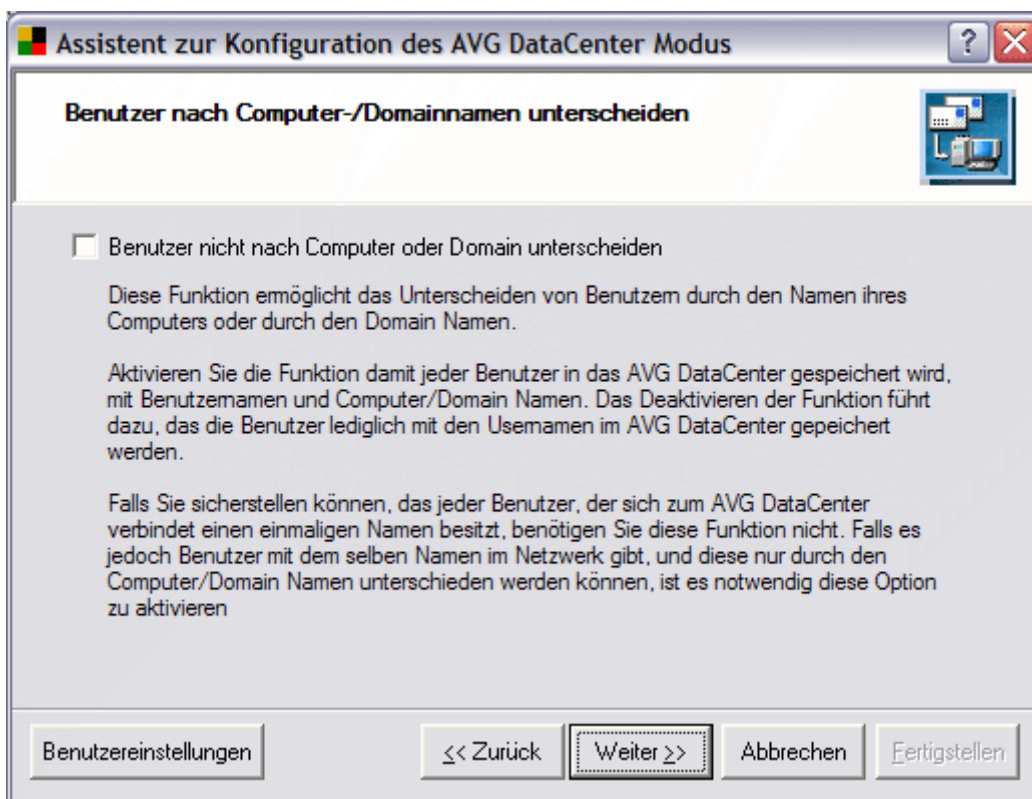 Assistent zur Konfiguration des AVG DataCenter Modus
Benutzer nach Computer-/Domainnamen unterscheiden
Benutzer nicht nach Computer oder Domain unterscheiden
Diese Funktion ermöglicht das Unterscheiden von Benutzern durch den Namen ihres
Computers oder durch den Domain Namen.
Aktivieren Sie die Funktion damit jeder Benutzer in das AVG DataCenter gespeichert wird,
mit Benutzernamen und Computer/Domain Namen. Das Deaktivieren der Funktion führt
dazu, das die Benutzer lediglich mit den Usernamen im AVG DataCenter gepeichert
werden.
Falls Sie sicherstellen können, das jeder Benutzer, der sich zum AVG DataCenter
verbindet einen einmaligen Namen besitzt, benötigen Sie diese Funktion nicht. Falls es
jedoch Benutzer mit dem selben Namen im Netzwerk gibt, und diese nur durch den
Computer/Domain Namen unterschieden werden können, ist es notwendig diese Option
zu aktivieren
Benutzereinstellungen
<< Zurück
Weiter >>
Abbrechen
Fertigstellen